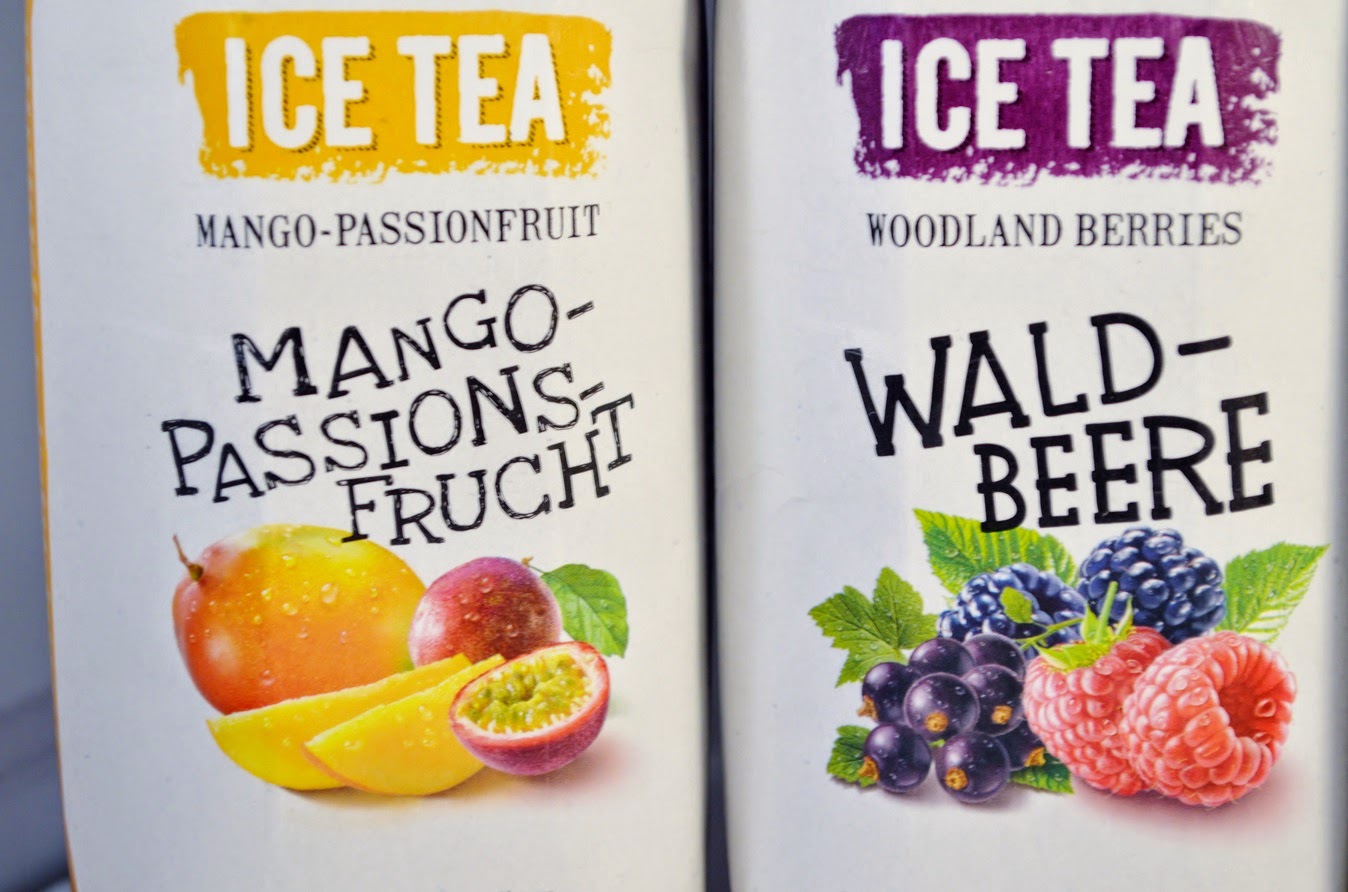 ICE TEA
MANGO-PASSIONFRUIT
MANGO-
PASSIONS-
FRUCHT
ICE TEA
WOODLAND BERRIES
WALD-
BEERE